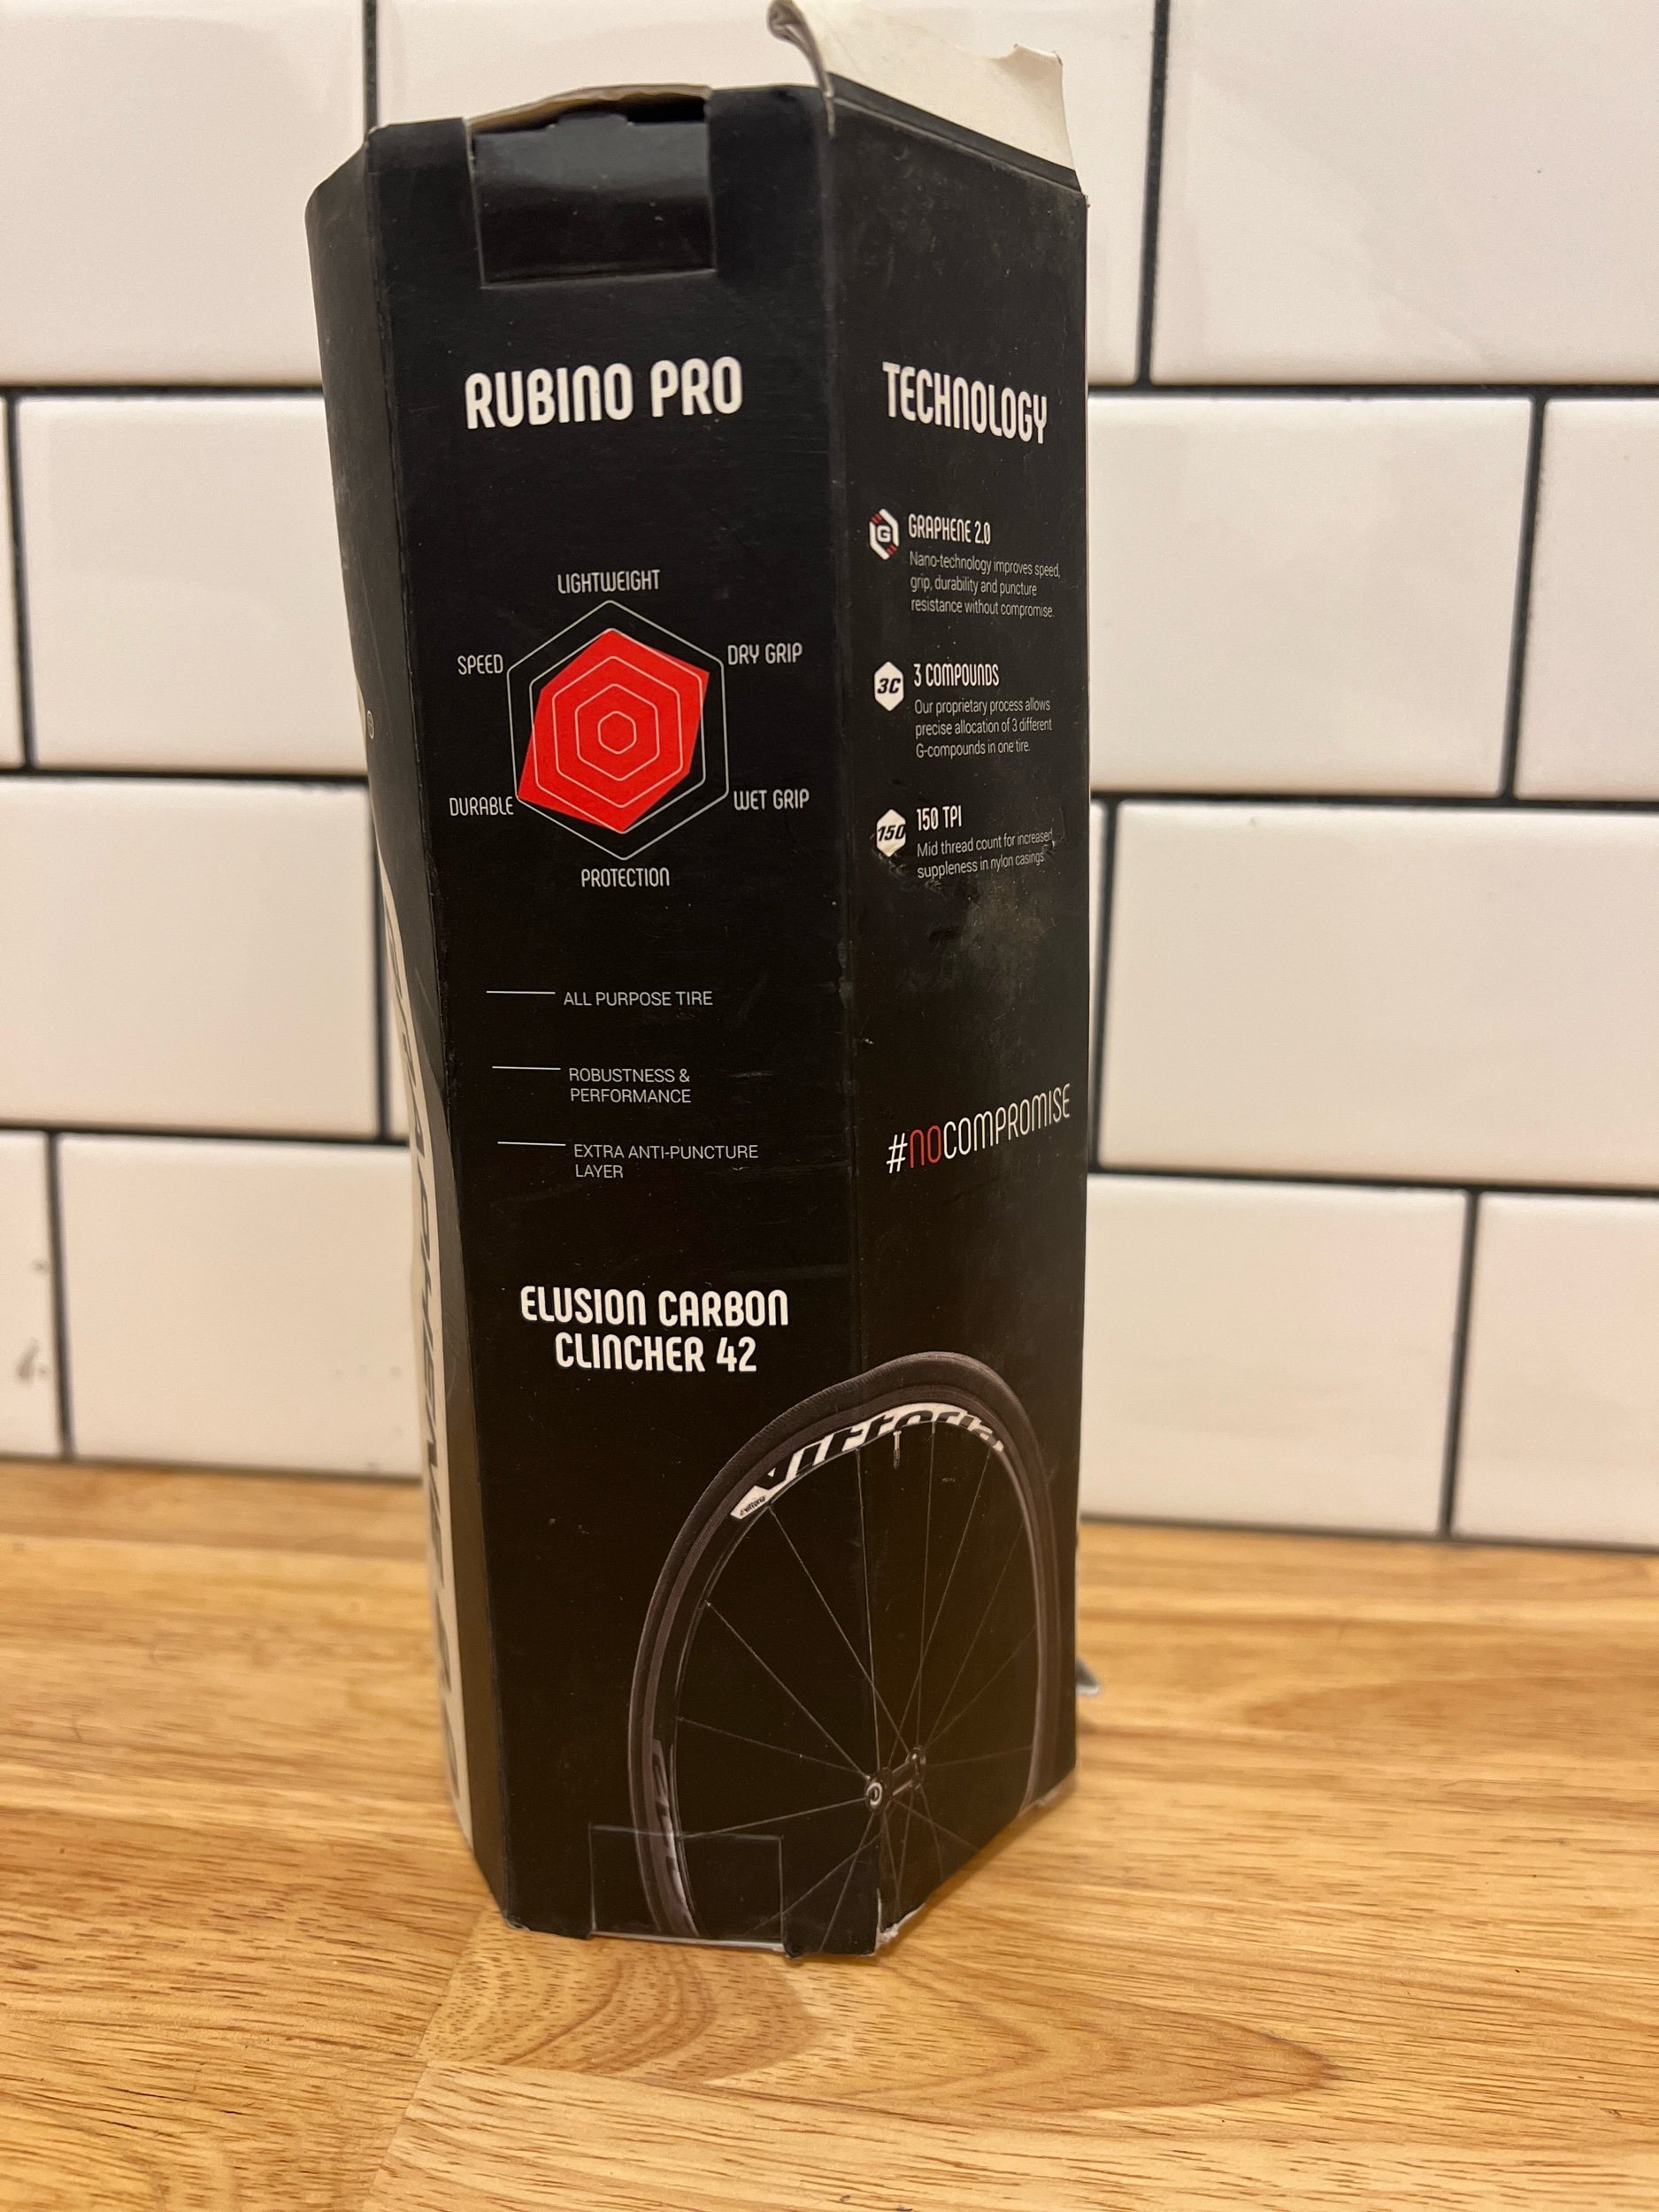 RUBINO PRO
LIGHTWEIGHT
SPEED
DRY GRIP
DURABLE
WET GRIP
PROTECTION
ALL PURPOSE TIRE
ROBUSTNESS &
PERFORMANCE
EXTRA ANTI-PUNCTURE
LAYER
ELUSION CARBON
CLINCHER 42
TECHNOLOGY
G
GRAPHENE 2.0
Nano-technology improves speed,
grip, durability and puncture
resistance without compromise.
3C
3 COMPOUNDS
Our proprietary process allows
precise allocation of 3 different
G-compounds in one tire.
150
150 TPI
Mid thread count for increased
suppleness in nylon casings
#NOCOMPROMISE
vittoria
vittoria
®